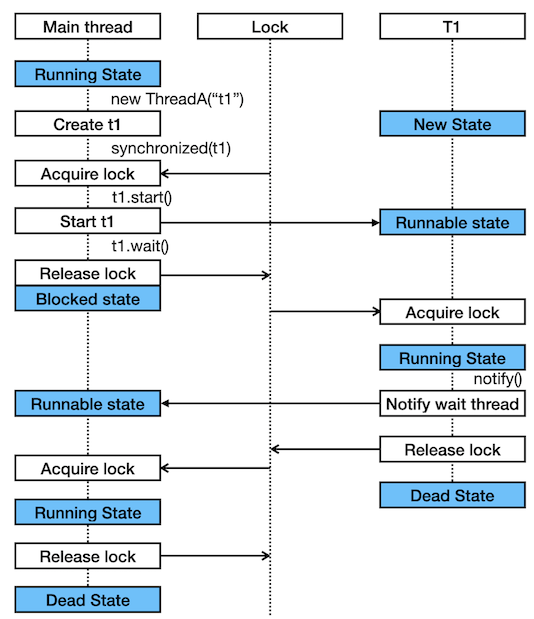 Main thread
Lock
T1
Running State
new ThreadA(“t1”)
Create t1
New State
synchronized(t1)
Acquire lock
t1.start()
Start t1
Runnable state
t1.wait()
Release lock
Blocked state
Acquire lock
Running State
notify()
Runnable state
Notify wait thread
Release lock
Acquire lock
Dead State
Running State
Release lock
Dead State